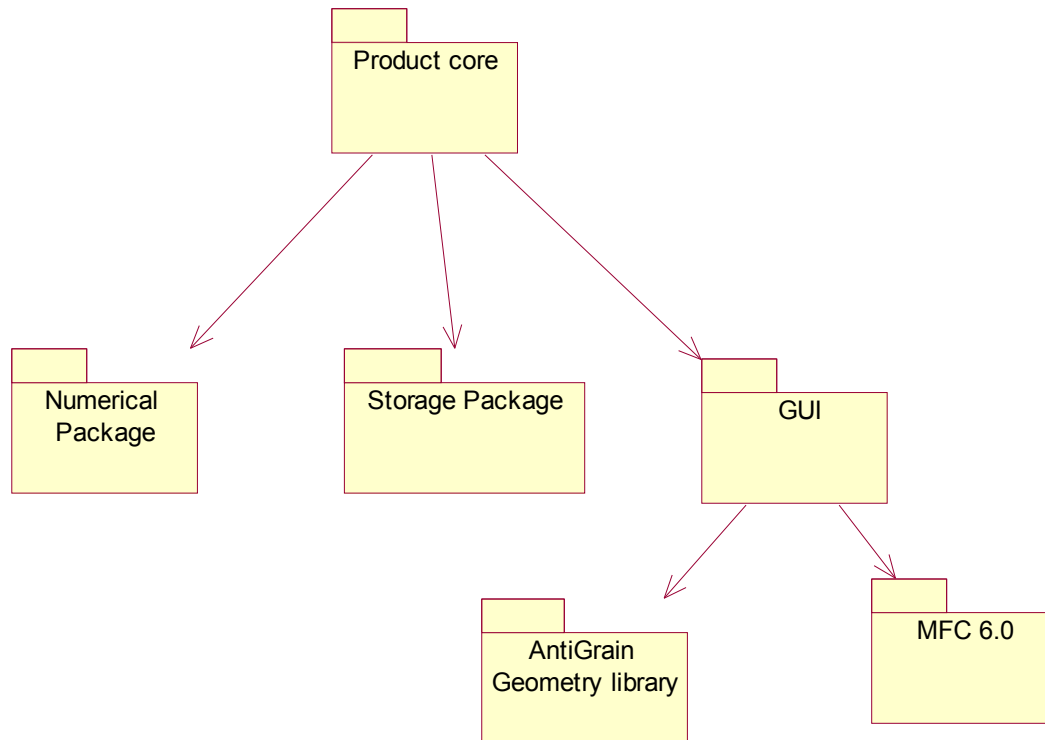 Product core
Numerical
Package
Storage Package
GUI
AntiGrain
Geometry library
MFC 6.0